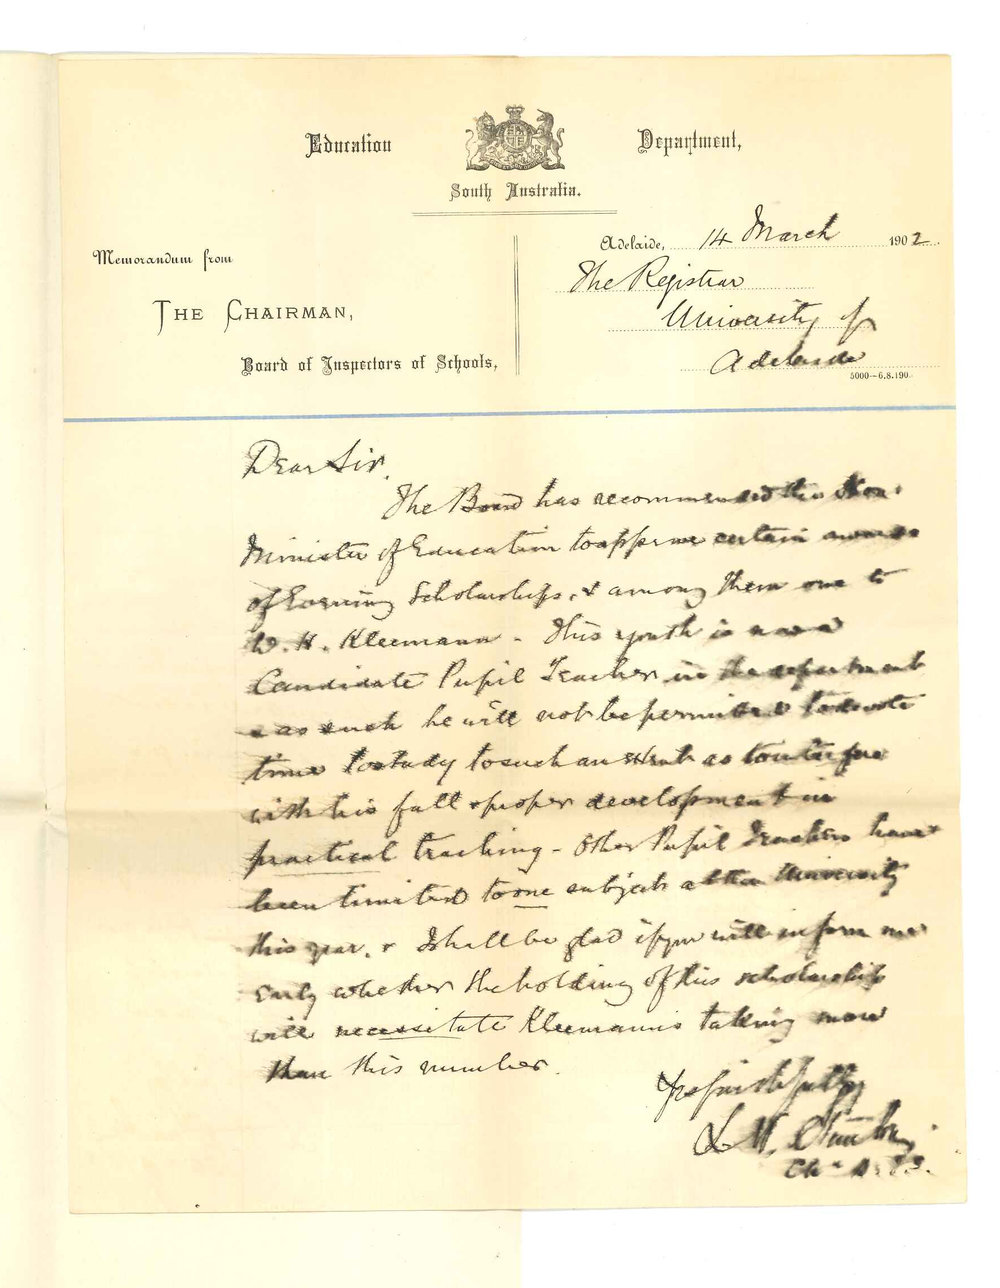 Education Department,
South Australia.
Memorandum from
THE CHAIRMAN,
Board of Inspectors of Schools,
Adelaide, 14 March 1902.
The Registrar
University of
Adelaide
5000—6.8.190
Dear Sir,
The Board has recommended the Hon.
Minister of Education to approve certain awards
of Evening Scholarships, & among them one to
W. H. Kleemann - This youth is now a
Candidate Pupil Teacher in the department
& as such he will not be permitted to devote
time to study to such an extent as to interfere
with his full & proper development in
practical teaching - Other Pupil Teachers have
been limited to one subject at the University
this year, & I shall be glad if you will inform me
early whether the holding of this scholarship
will necessitate Kleemann's taking more
than this number.
Yrs faithfully
L. W. Stanton